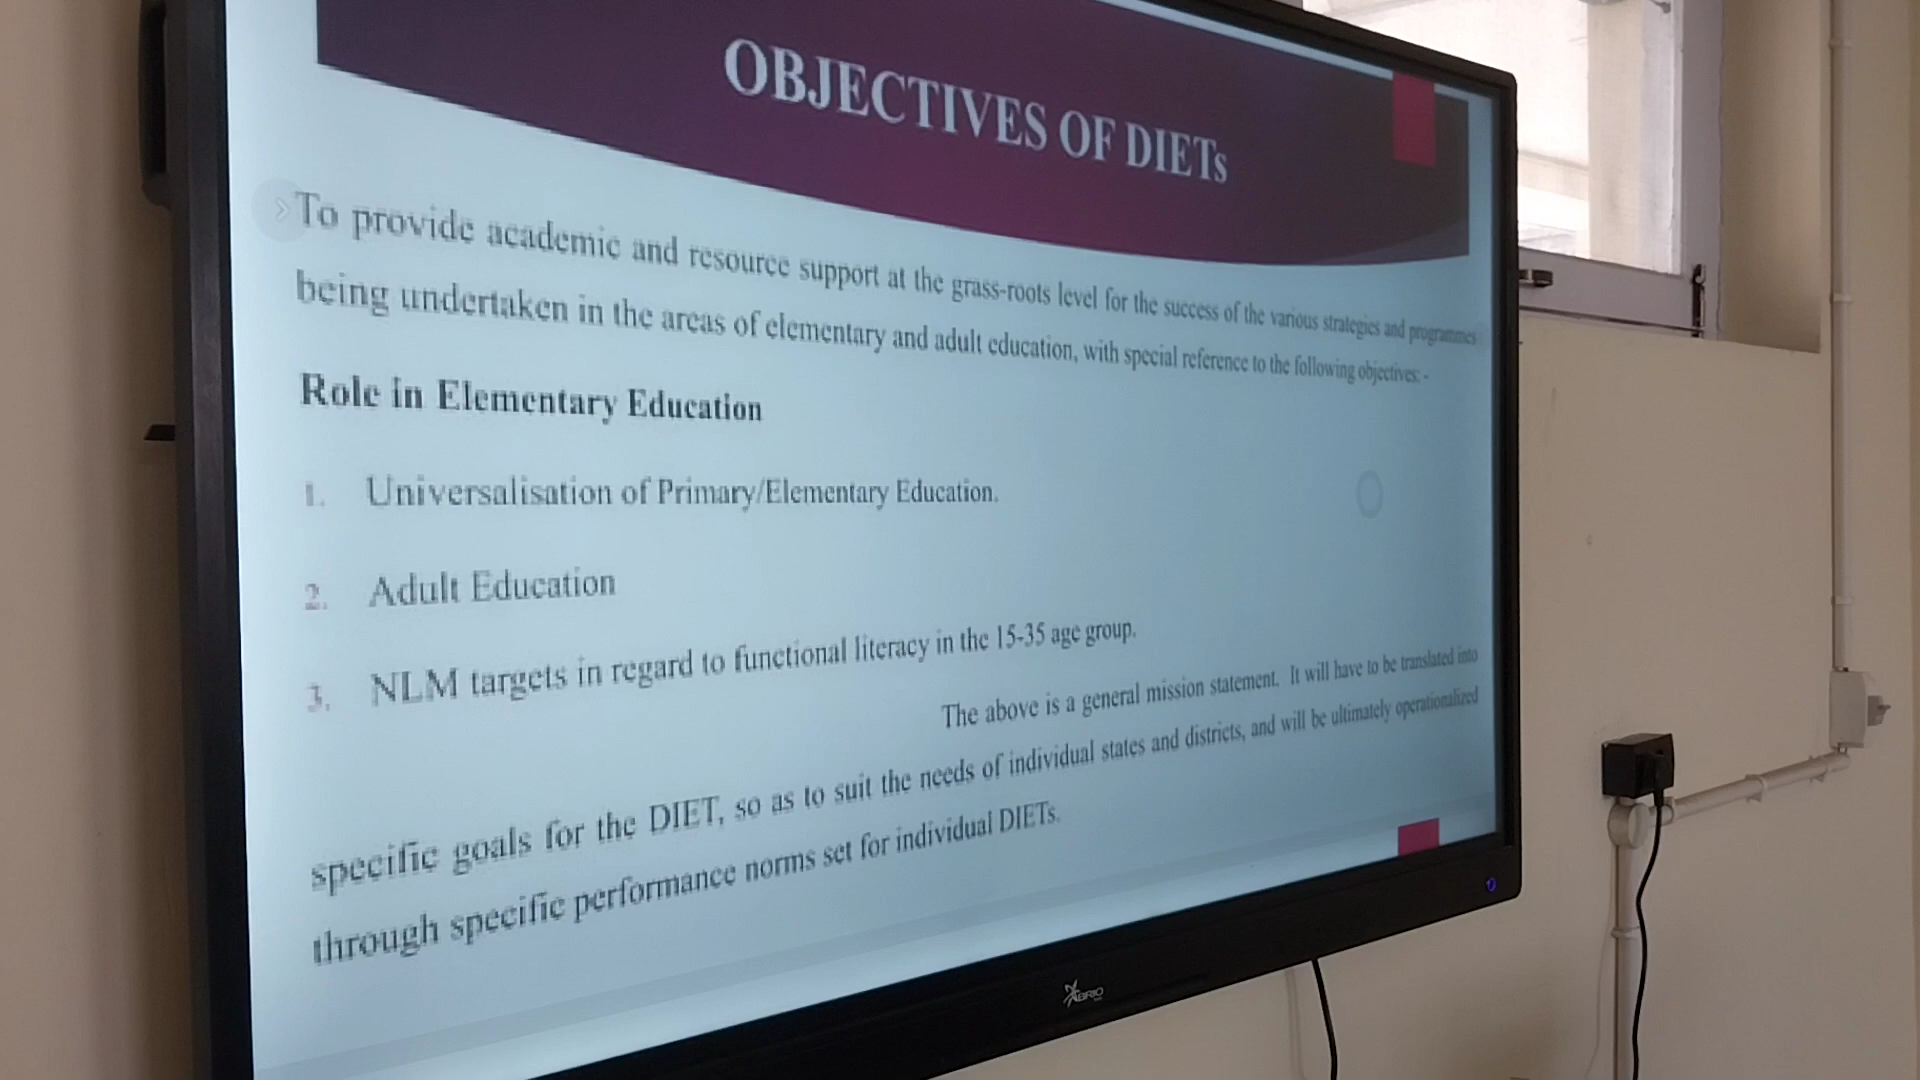 OBJECTIVES OF DIETs
To provide academic and resource support at the grass-roots level for the success of the various strategies and programmes
being undertaken in the areas of elementary and adult education, with special reference to the following objectives: -
Role in Elementary Education
1. Universalisation of Primary/Elementary Education.
2. Adult Education
3. NLM targets in regard to functional literacy in the 15-35 age group.
The above is a general mission statement. It will have to be translated into
specific goals for the DIET, so as to suit the needs of individual states and districts, and will be ultimately operationalized
through specific performance norms set for individual DIETs.